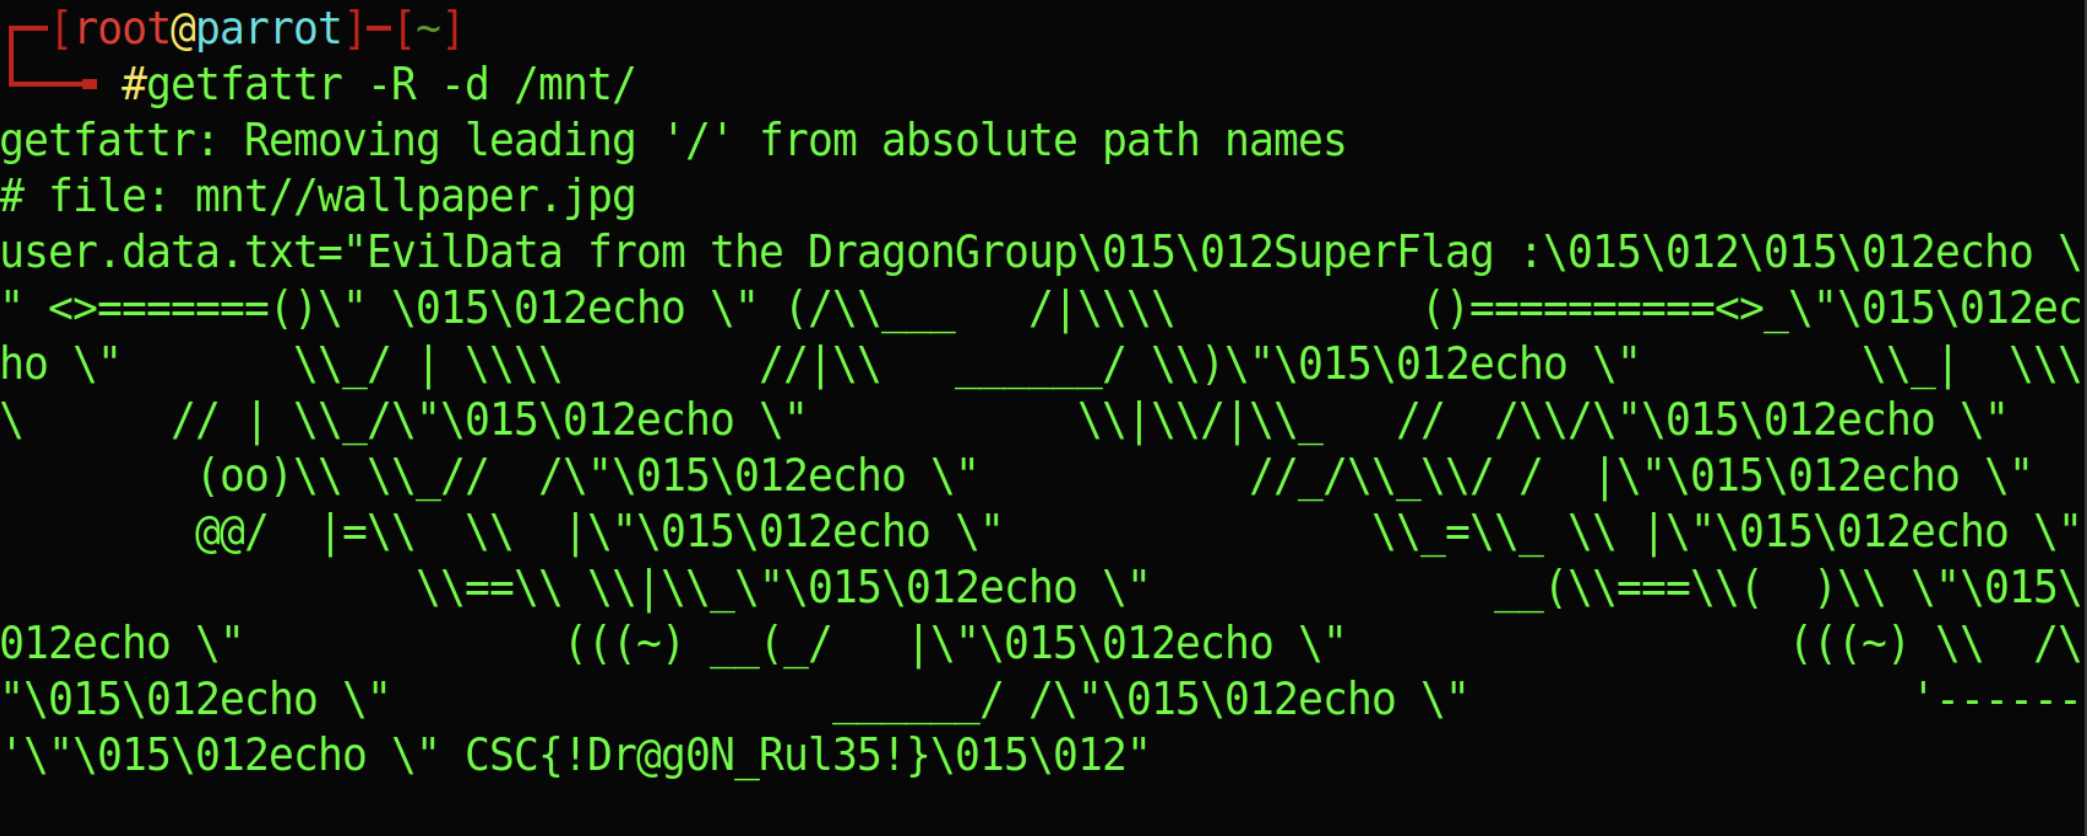 ┌─[root@parrot]─[~]
└──╼ #getfattr -R -d /mnt/
getfattr: Removing leading '/' from absolute path names
# file: mnt//wallpaper.jpg
user.data.txt="EvilData from the DragonGroup\015\012SuperFlag :\015\012\015\012echo \
" <>=======()\" \015\012echo \" (/\\___   /|\\\\          ()==========<>_\"\015\012ec
ho \"       \\_/ | \\\\        //|\\   ______/ \\)\"\015\012echo \"         \\_|  \\\
\      // | \\_/\"\015\012echo \"           \\|\\/|\\_   //  /\\/\"\015\012echo \"
        (oo)\\ \\_//  /\"\015\012echo \"           //_/\\_\\/ /  |\"\015\012echo \"
        @@/  |=\\  \\  |\"\015\012echo \"               \\_=\\_ \\ |\"\015\012echo \"
                 \\==\\ \\|\\_\"\015\012echo \"              __(\\===\\(  )\\ \"\015\
012echo \"             (((~) __(_/   |\"\015\012echo \"                  (((~) \\  /\
"\015\012echo \"                  ______/ /\"\015\012echo \"                  '------
'\"\015\012echo \" CSC{!Dr@g0N_Rul35!}\015\012"